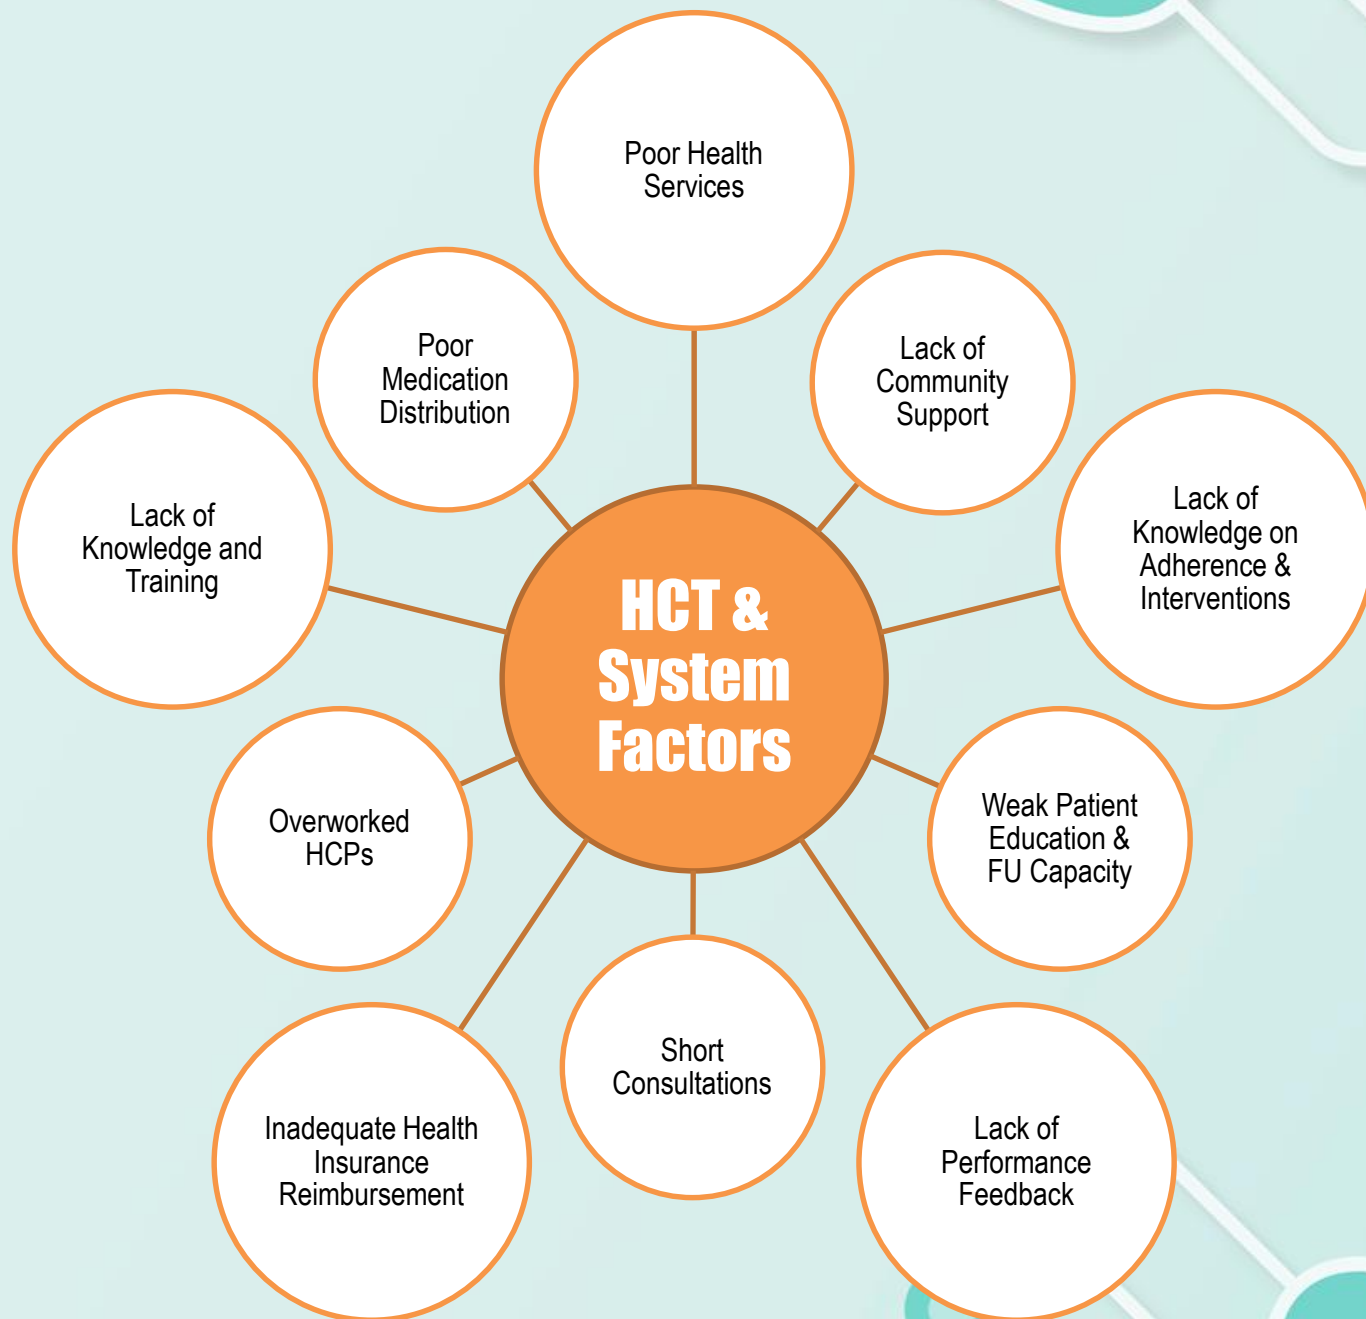 Poor Health
Services
Poor
Medication
Distribution
Lack of
Community
Support
Lack of
Knowledge and
Training
Lack of
Knowledge on
Adherence &
Interventions
HCT &
System
Factors
Overworked
HCPs
Weak Patient
Education &
FU Capacity
Short
Consultations
Inadequate Health
Insurance
Reimbursement
Lack of
Performance
Feedback